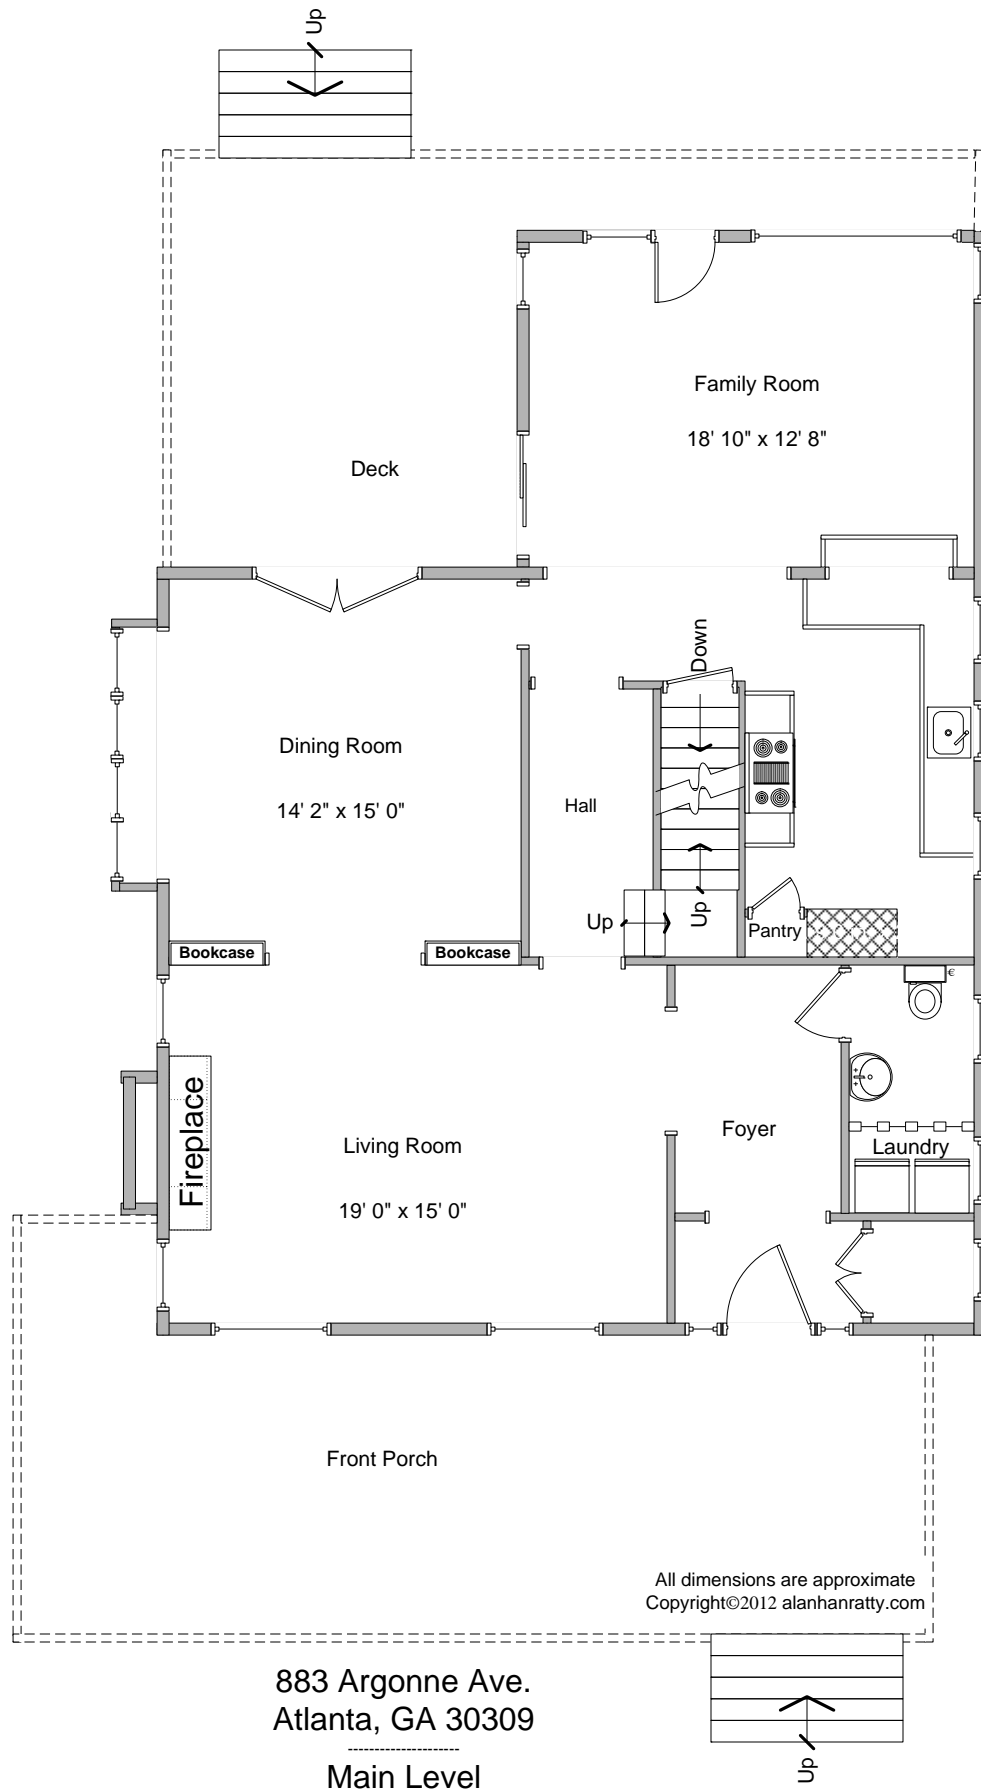 Up
Family Room
18' 10" x 12' 8"
Deck
Down
Dining Room
14' 2" x 15' 0"
Hall
Up
Up
Pantry
Bookcase
Bookcase
€
Fireplace
Living Room
19' 0" x 15' 0"
Foyer
Laundry
Front Porch
All dimensions are approximate
Copyright©2012 alanhanratty.com
883 Argonne Ave.
Atlanta, GA 30309
---------------------
Main Level
Up